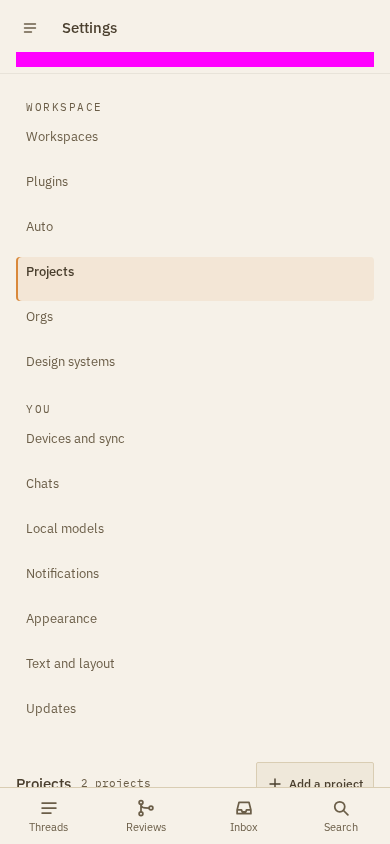 Settings
WORKSPACE
Workspaces
Plugins
Auto
Projects
Orgs
Design systems
YOU
Devices and sync
Chats
Local models
Notifications
Appearance
Text and layout
Updates
Projects 2 projects Add a project
Threads Reviews Inbox Search